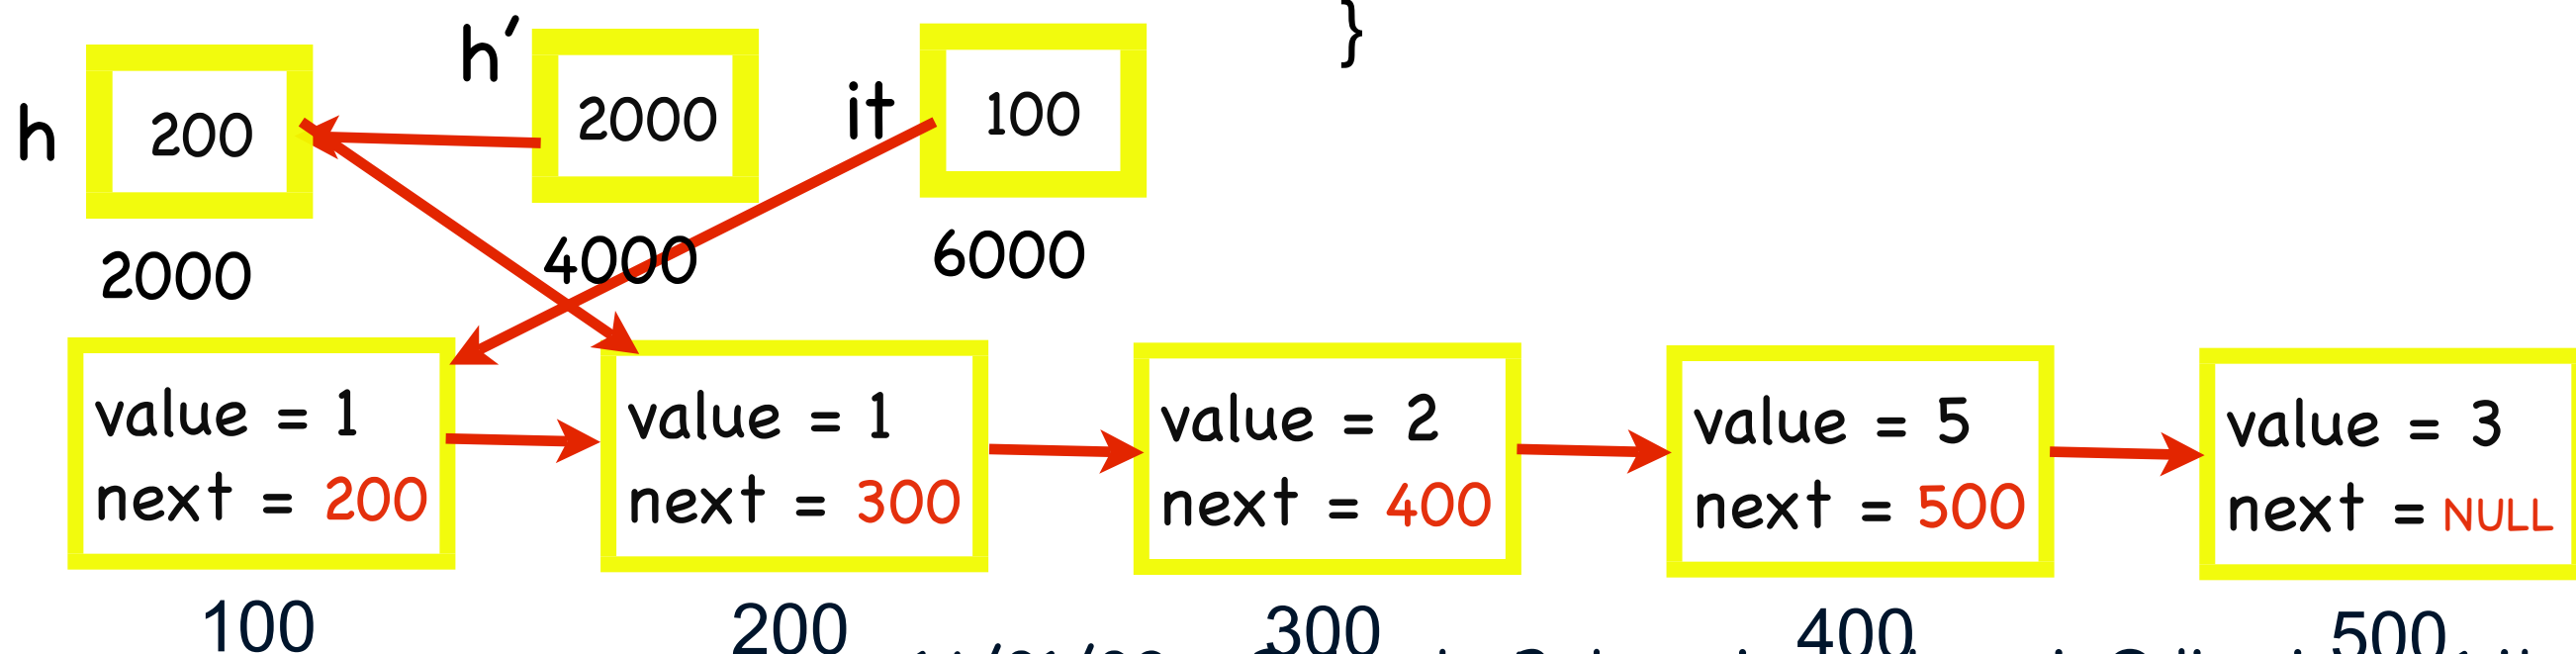 }
h 200 2000
h′ 2000 4000
it 100 6000
value = 1
next = 200
100
value = 1
next = 300
200
value = 2
next = 400
300
value = 5
next = 500
400
value = 3
next = NULL
500